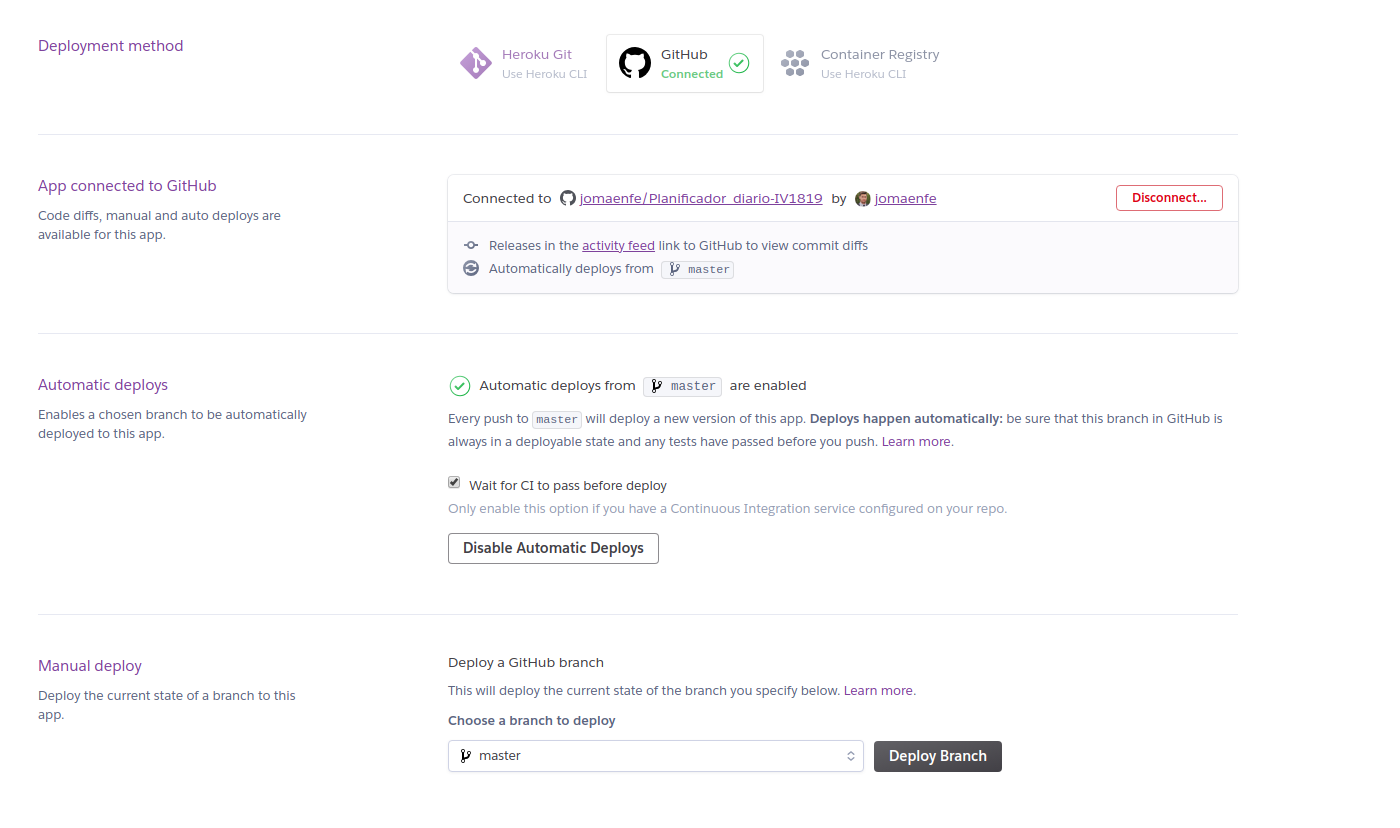 Deployment method
Heroku Git
Use Heroku CLI
GitHub
Connected
Container Registry
Use Heroku CLI
App connected to GitHub
Code diffs, manual and auto deploys are
available for this app.
Connected to jomaenfe/Planificador_diario-IV1819 by jomaenfe
Disconnect...
Releases in the activity feed link to GitHub to view commit diffs
Automatically deploys from master
Automatic deploys
Enables a chosen branch to be automatically
deployed to this app.
Automatic deploys from master are enabled
Every push to master will deploy a new version of this app. Deploys happen automatically: be sure that this branch in GitHub is
always in a deployable state and any tests have passed before you push. Learn more.
Wait for CI to pass before deploy
Only enable this option if you have a Continuous Integration service configured on your repo.
Disable Automatic Deploys
Manual deploy
Deploy the current state of a branch to this
app.
Deploy a GitHub branch
This will deploy the current state of the branch you specify below. Learn more.
Choose a branch to deploy
master
Deploy Branch